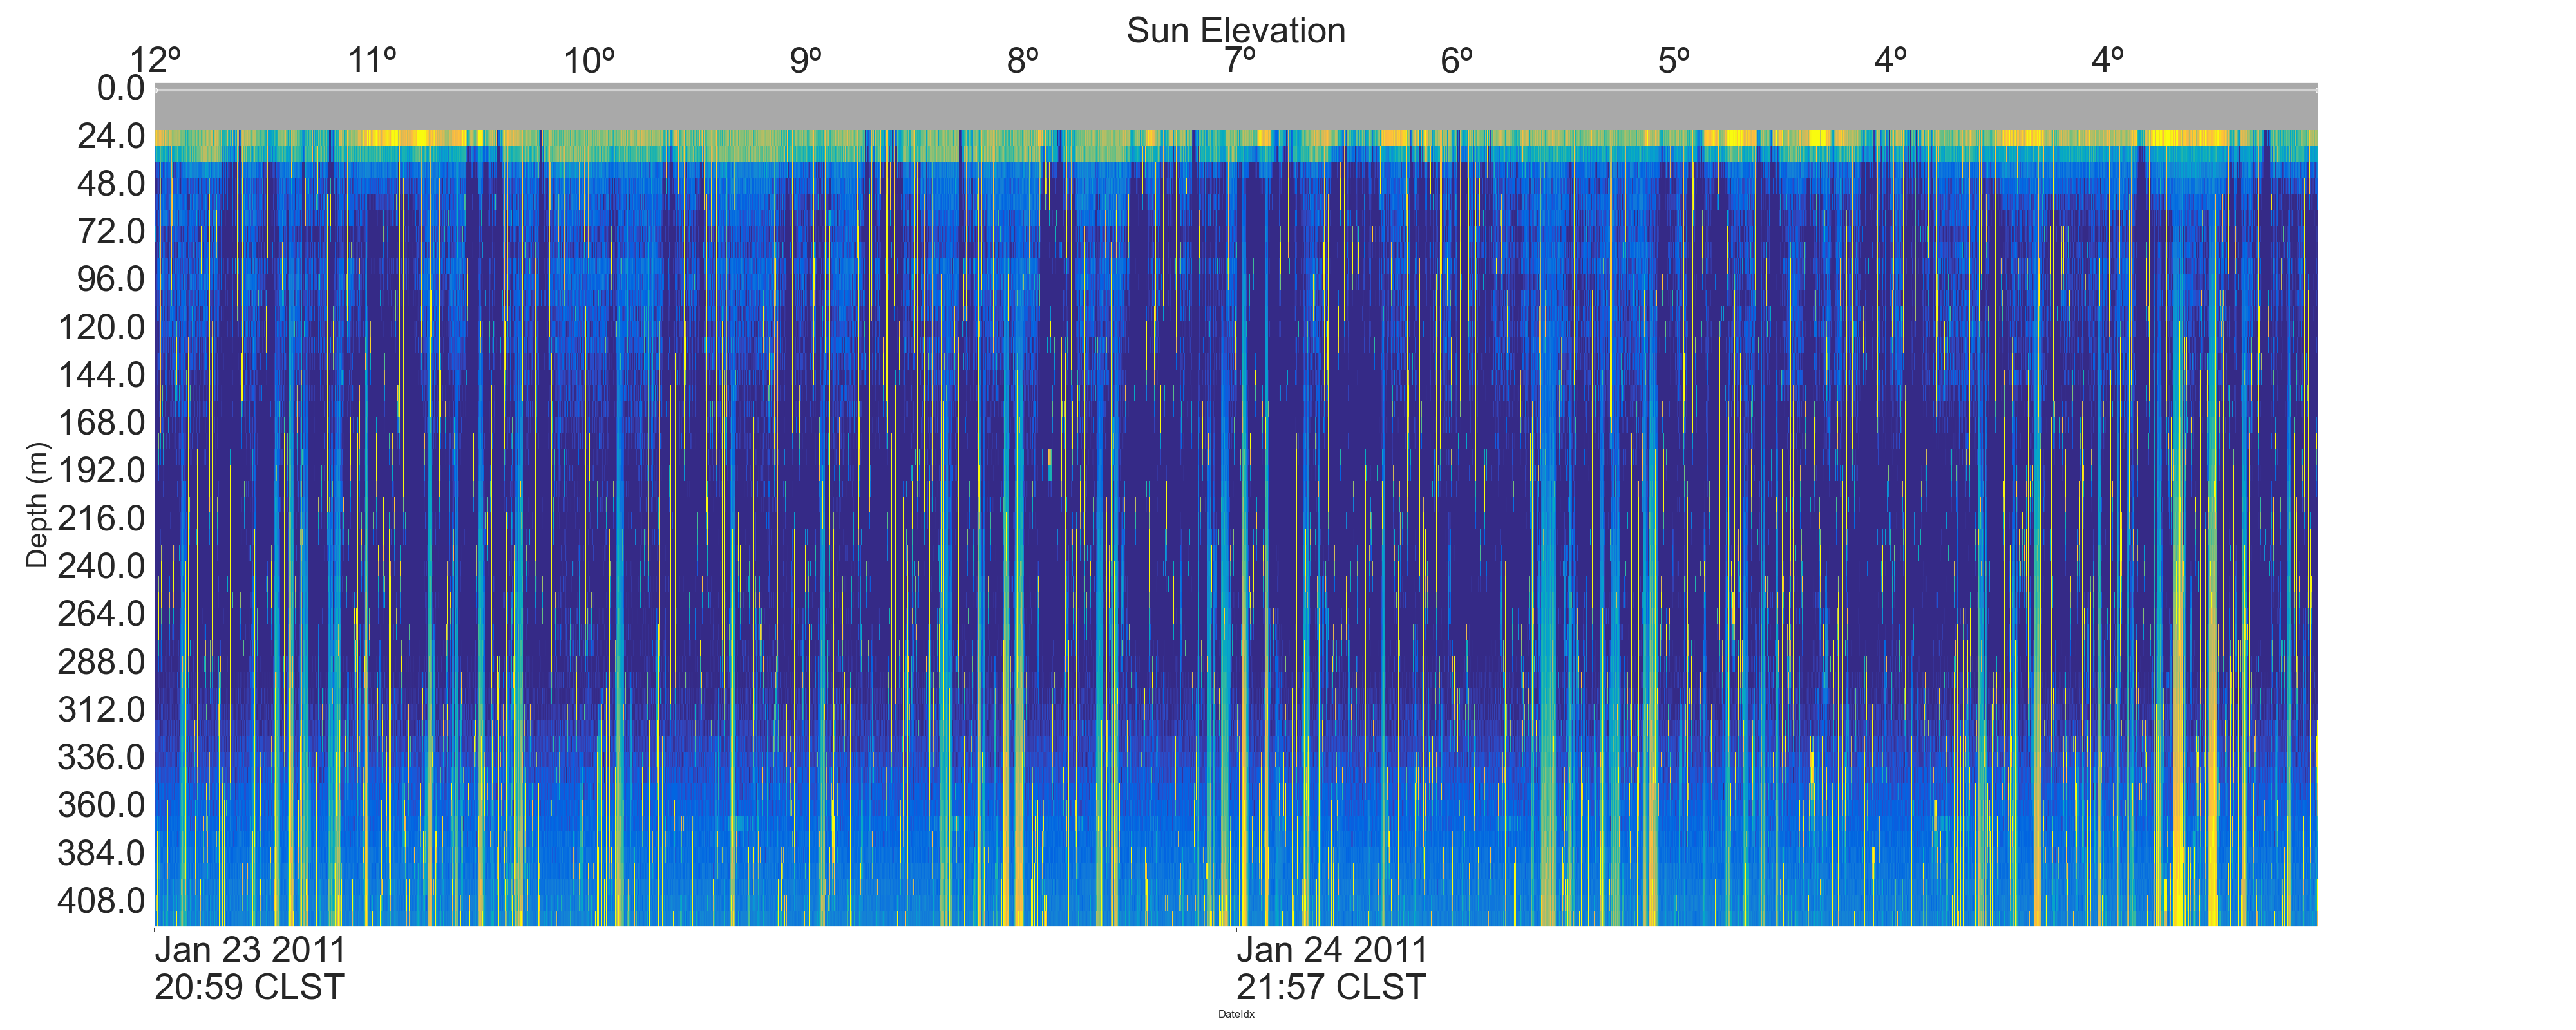 Sun Elevation
12º 11º 10º 9º 8º 7º 6º 5º 4º 4º
0.0
24.0
48.0
72.0
96.0
120.0
144.0
168.0
192.0
216.0
240.0
264.0
288.0
312.0
336.0
360.0
384.0
408.0
Depth (m)
Jan 23 2011
20:59 CLST
Jan 24 2011
21:57 CLST
DateIdx